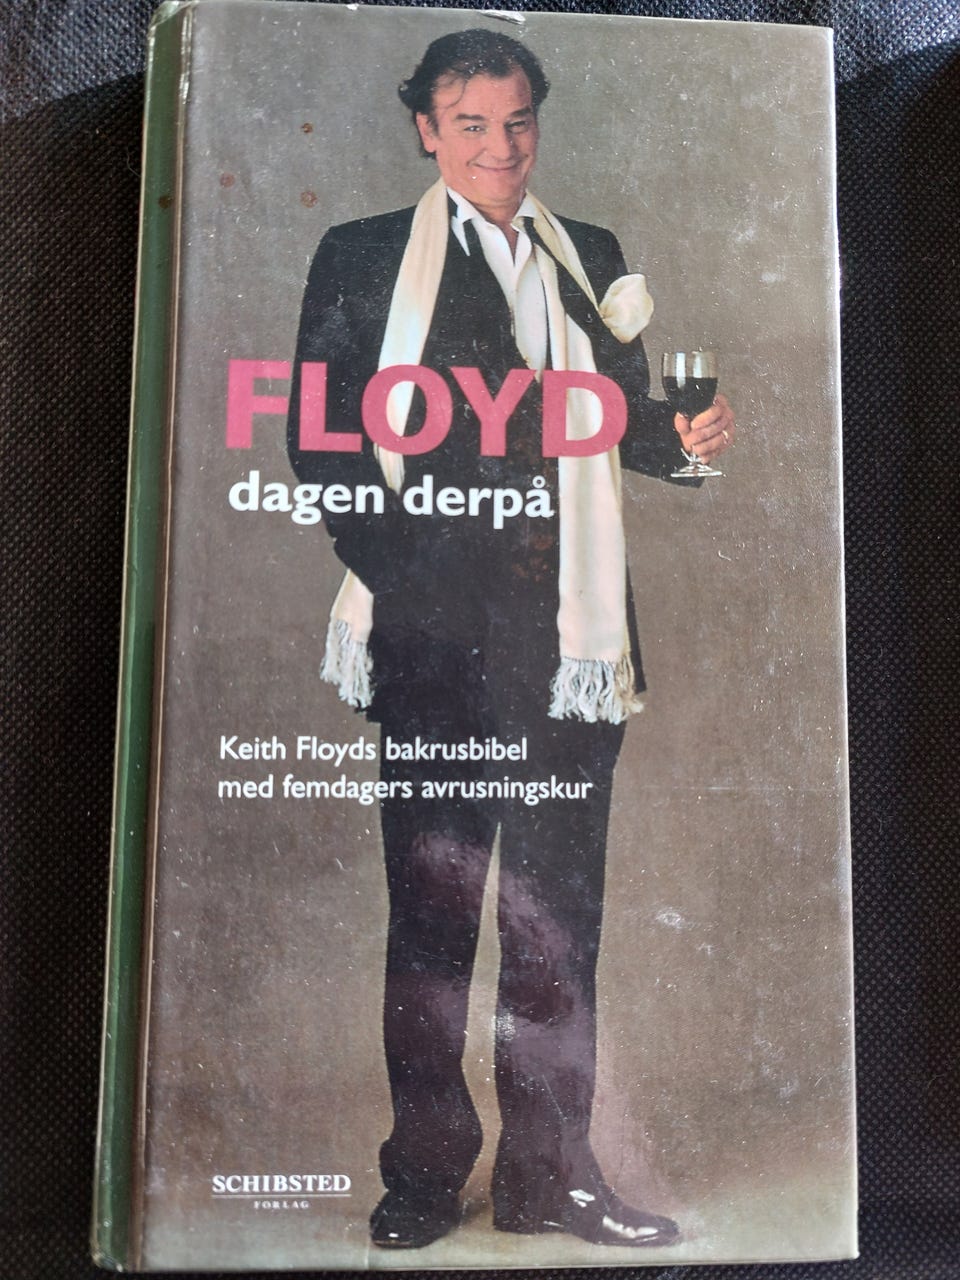 FLOYD
dagen derpå
Keith Floyds bakrusbibel
med femdagers avrusningskur
SCHIBSTED
FORLAG